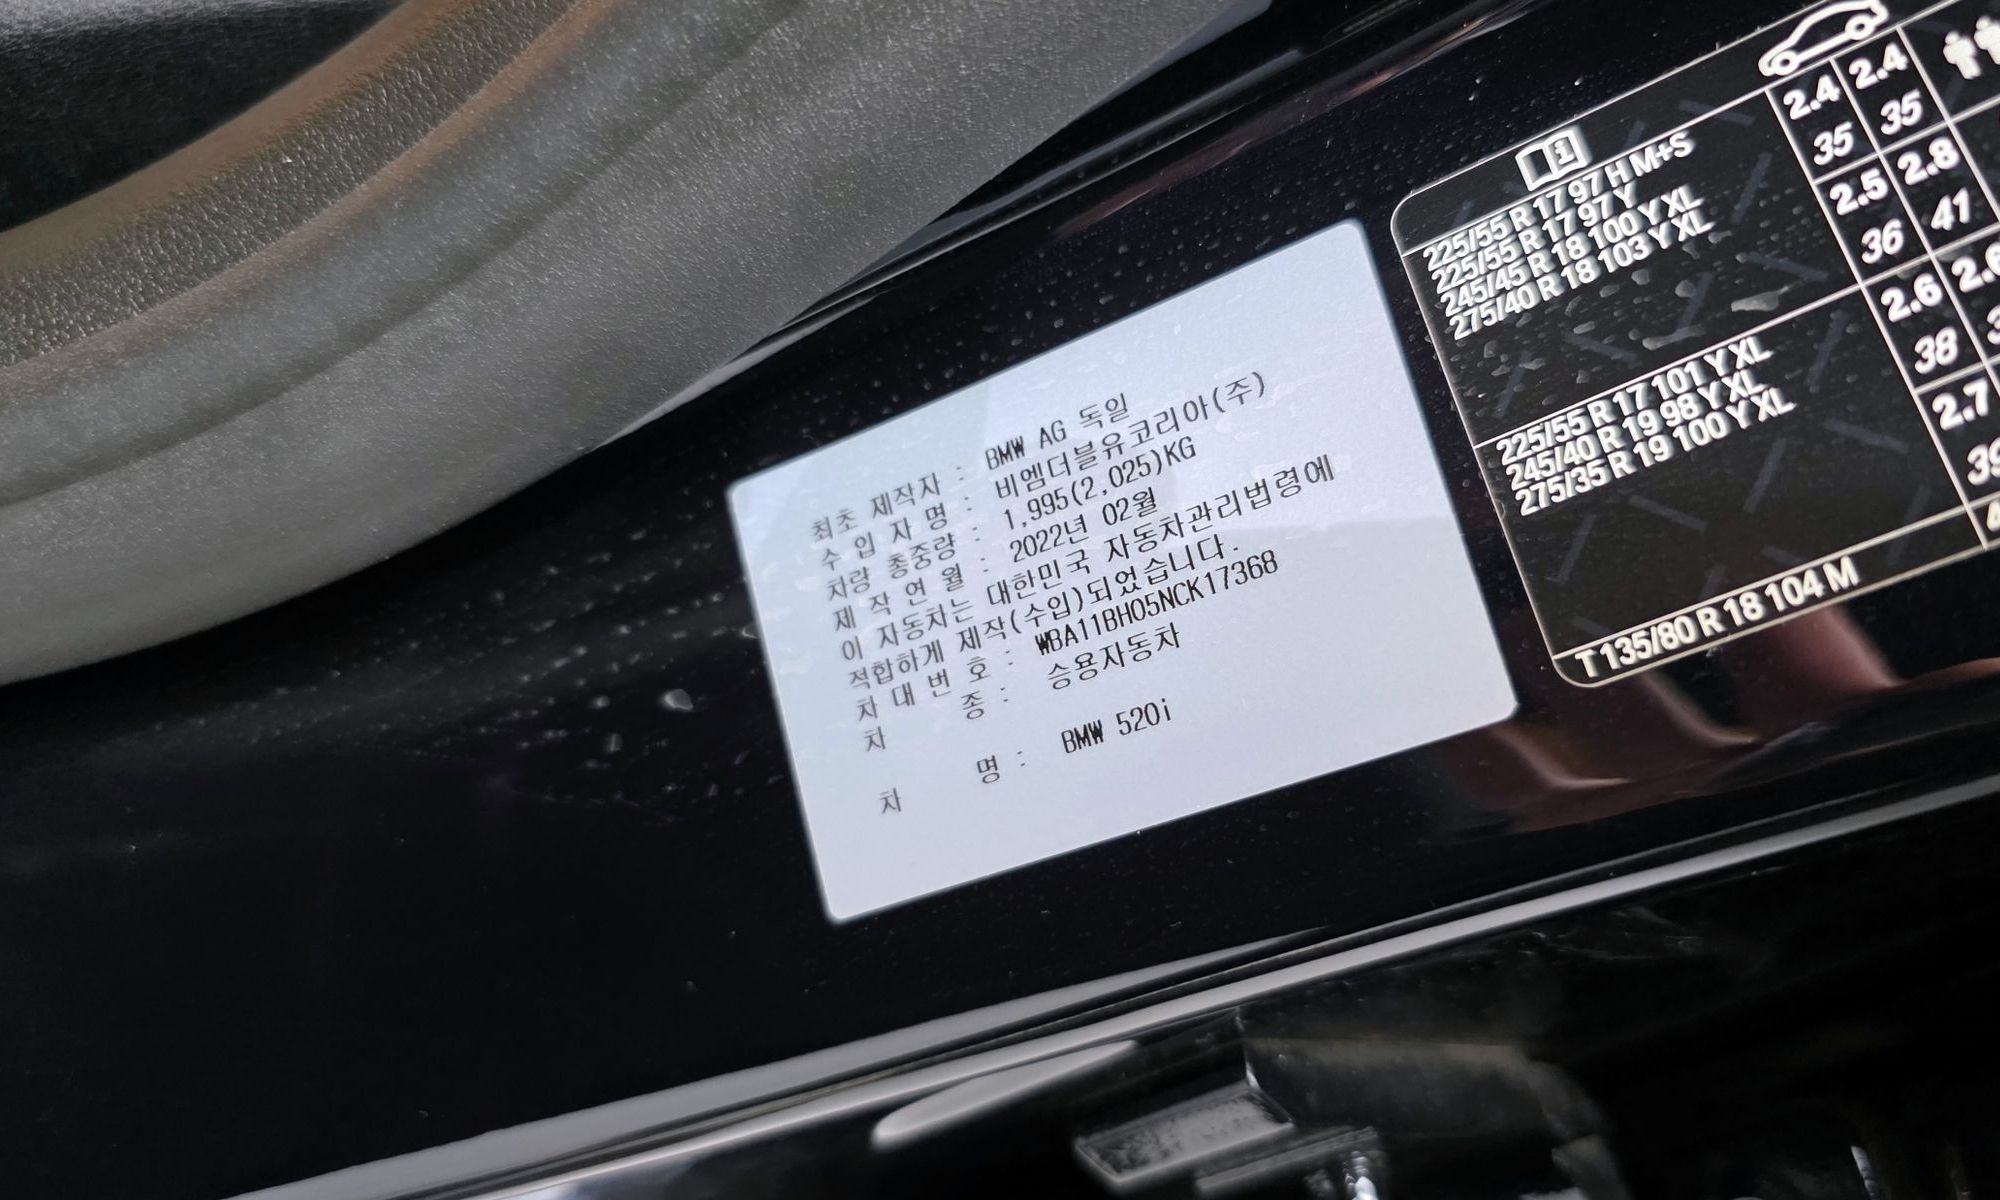 최초 제작자 : BMW AG 독일
수 입 자 명 : 비엠더블유코리아(주)
차량 총중량 : 1,995(2,025)KG
제 작 연 월 : 2022년 02월
이 자동차는 대한민국 자동차관리법령에
적합하게 제작(수입)되었습니다.
차 대 번 호 : WBA11BH05NCK17368
차 종 : 승용자동차
차 명 : BMW 520i
225/55 R 17 97 H M+S
225/55 R 17 97 Y
245/45 R 18 100 Y XL
275/40 R 18 103 Y XL
2.4 2.4
35 35
2.5 2.8
36 41
225/55 R 17 101 Y XL
245/40 R 19 98 Y XL
275/35 R 19 100 Y XL
2.6 2.6
38
2.7
39
T 135/80 R 18 104 M